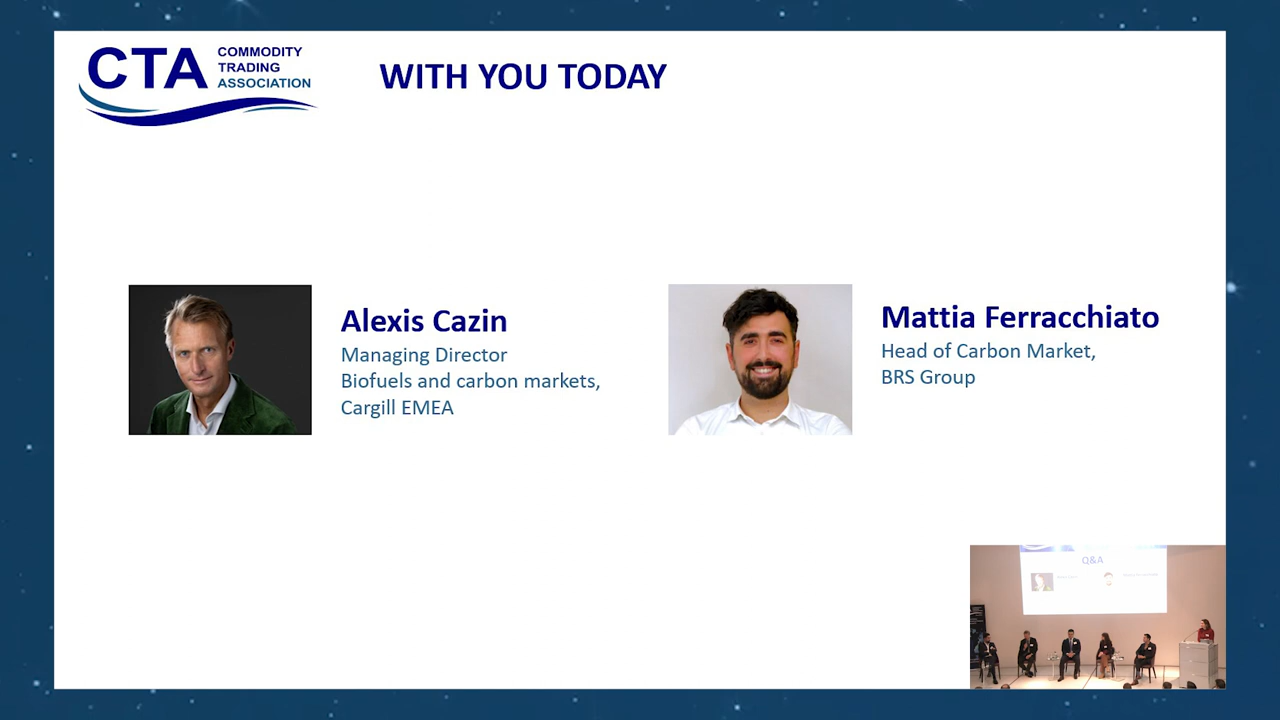 CTA
COMMODITY
TRADING
ASSOCIATION
WITH YOU TODAY
Alexis Cazin
Managing Director
Biofuels and carbon markets,
Cargill EMEA
Mattia Ferracchiato
Head of Carbon Market,
BRS Group
Q&A